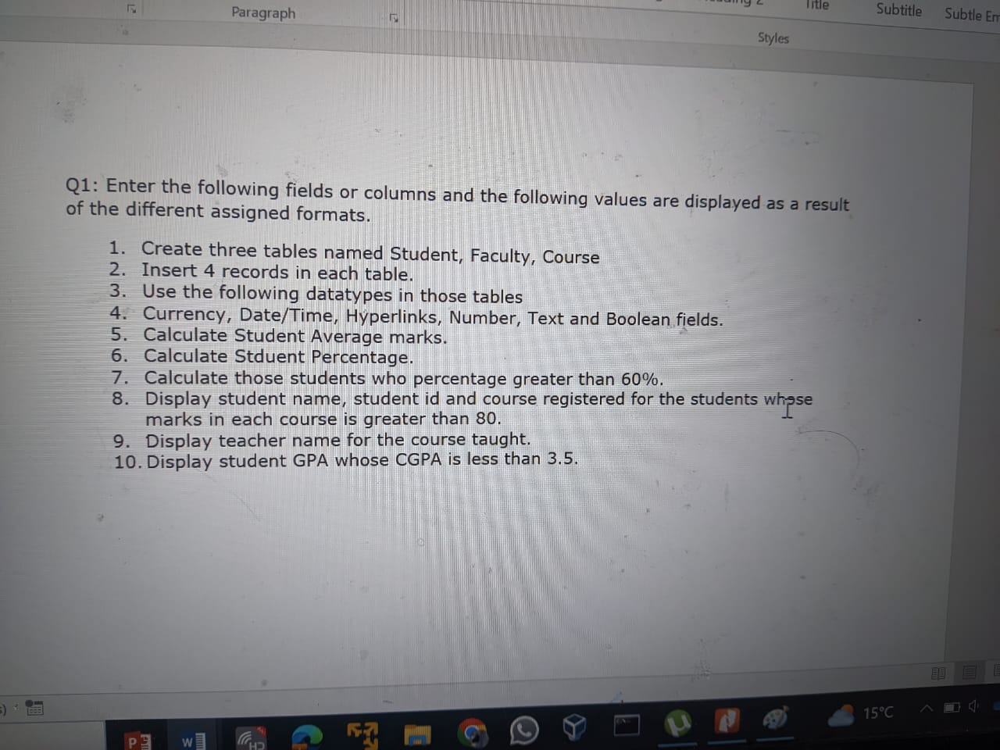 Paragraph
Title
Subtitle
Styles
Q1: Enter the following fields or columns and the following values are displayed as a result
of the different assigned formats.
1. Create three tables named Student, Faculty, Course
2. Insert 4 records in each table.
3. Use the following datatypes in those tables
4. Currency, Date/Time, Hyperlinks, Number, Text and Boolean fields.
5. Calculate Student Average marks.
6. Calculate Stduent Percentage.
7. Calculate those students who percentage greater than 60%.
8. Display student name, student id and course registered for the students whose
marks in each course is greater than 80.
9. Display teacher name for the course taught.
10. Display student GPA whose CGPA is less than 3.5.
15°C